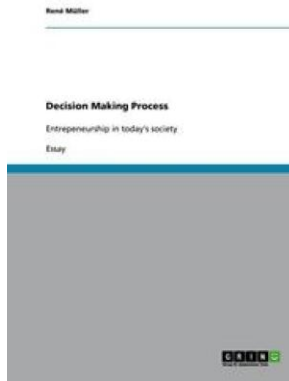 René Müller
Decision Making Process
Entrepeneurship in today's society
Essay
GRIN